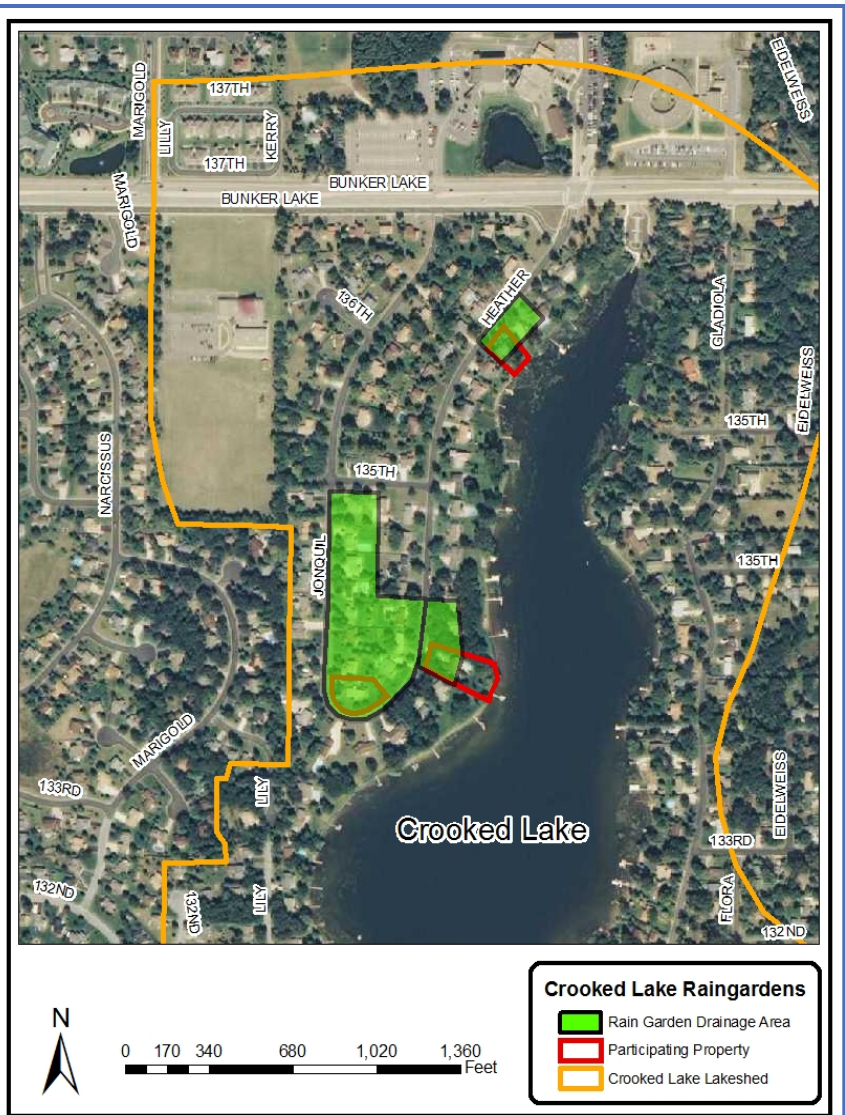 EIDELWEISS
MARIGOLD
137TH
LILLY
KERRY
137TH
BUNKER LAKE
BUNKER LAKE
MARIGOLD
HEATHER
136TH
GLADIOLA
EIDELWEISS
135TH
135TH
NARCISSUS
135TH
JONQUIL
MARIGOLD
133RD
LILY
EIDELWEISS
Crooked Lake
133RD
132ND
132ND
LILY
FLORA
132ND
N
0 170 340 680 1,020 1,360
Feet
Crooked Lake Raingardens
Rain Garden Drainage Area
Participating Property
Crooked Lake Lakeshed